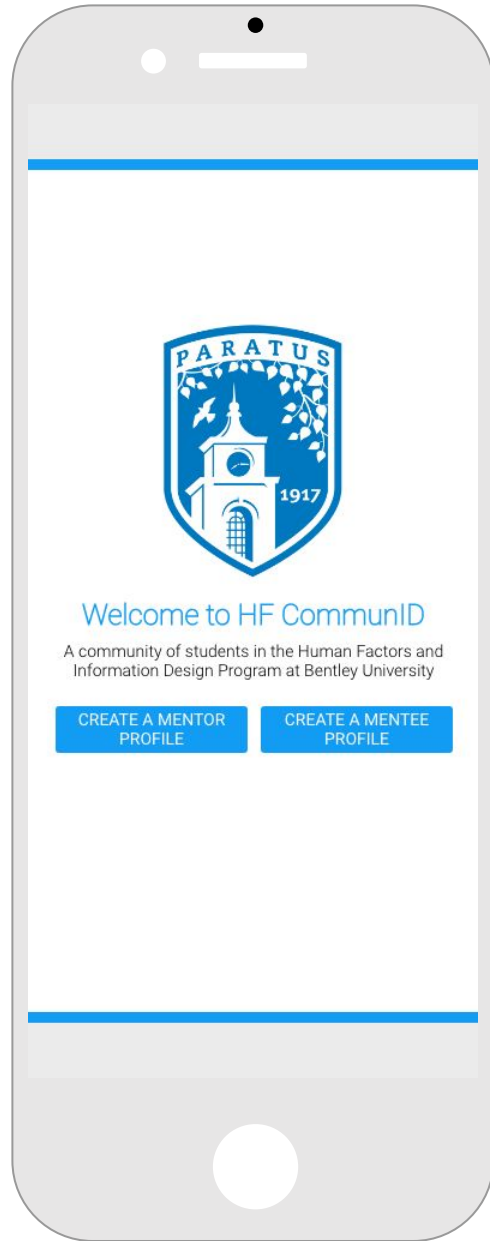 PARATUS
1917
Welcome to HF CommunID
A community of students in the Human Factors and
Information Design Program at Bentley University
CREATE A MENTOR
PROFILE
CREATE A MENTEE
PROFILE